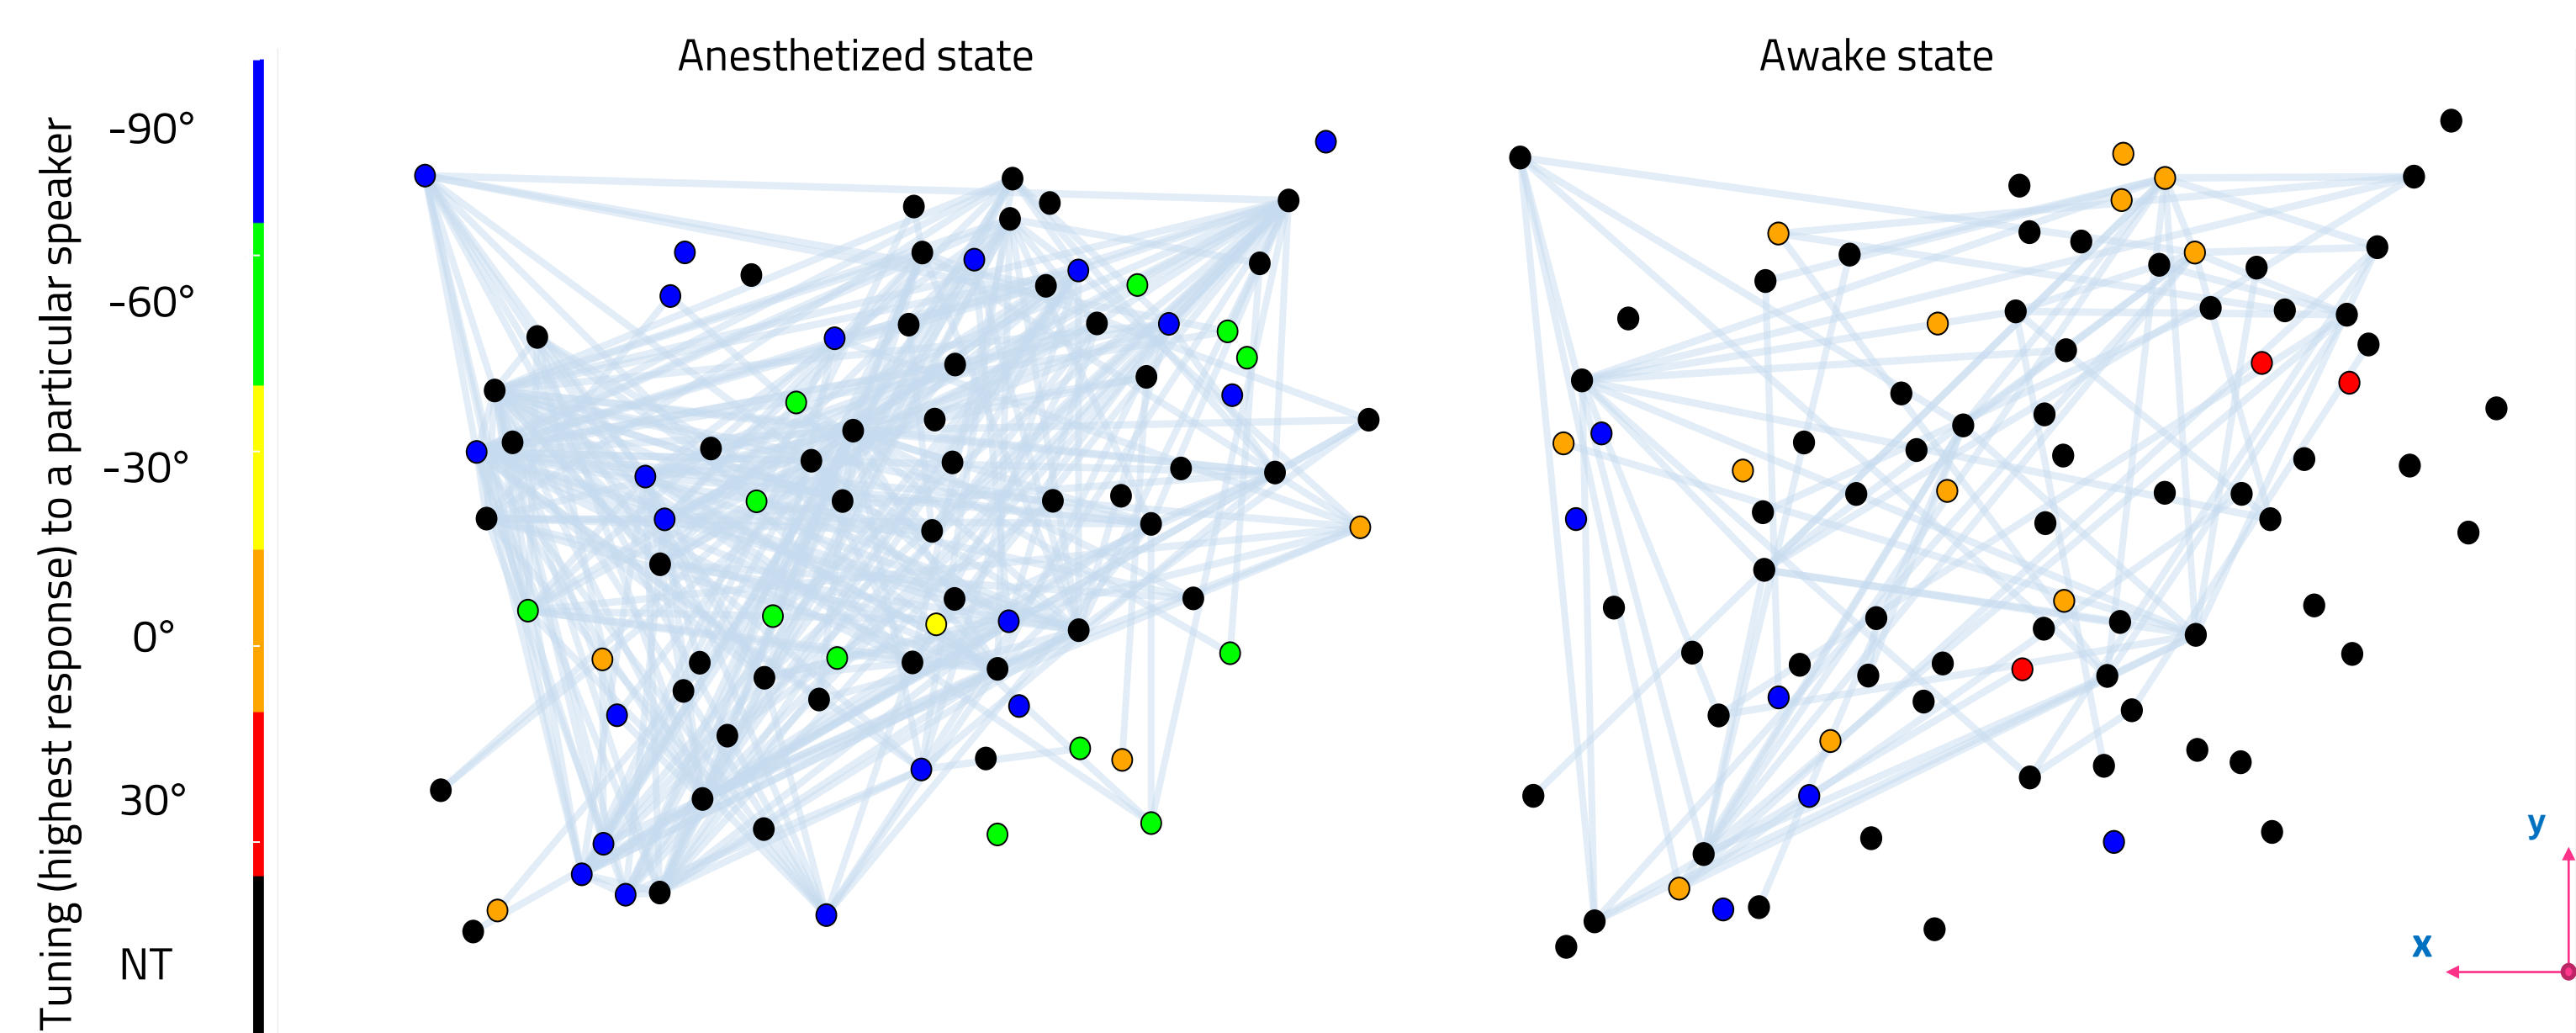 Anesthetized state
Awake state
Tuning (highest response) to a particular speaker
-90°
-60°
-30°
0°
30°
NT
y
x